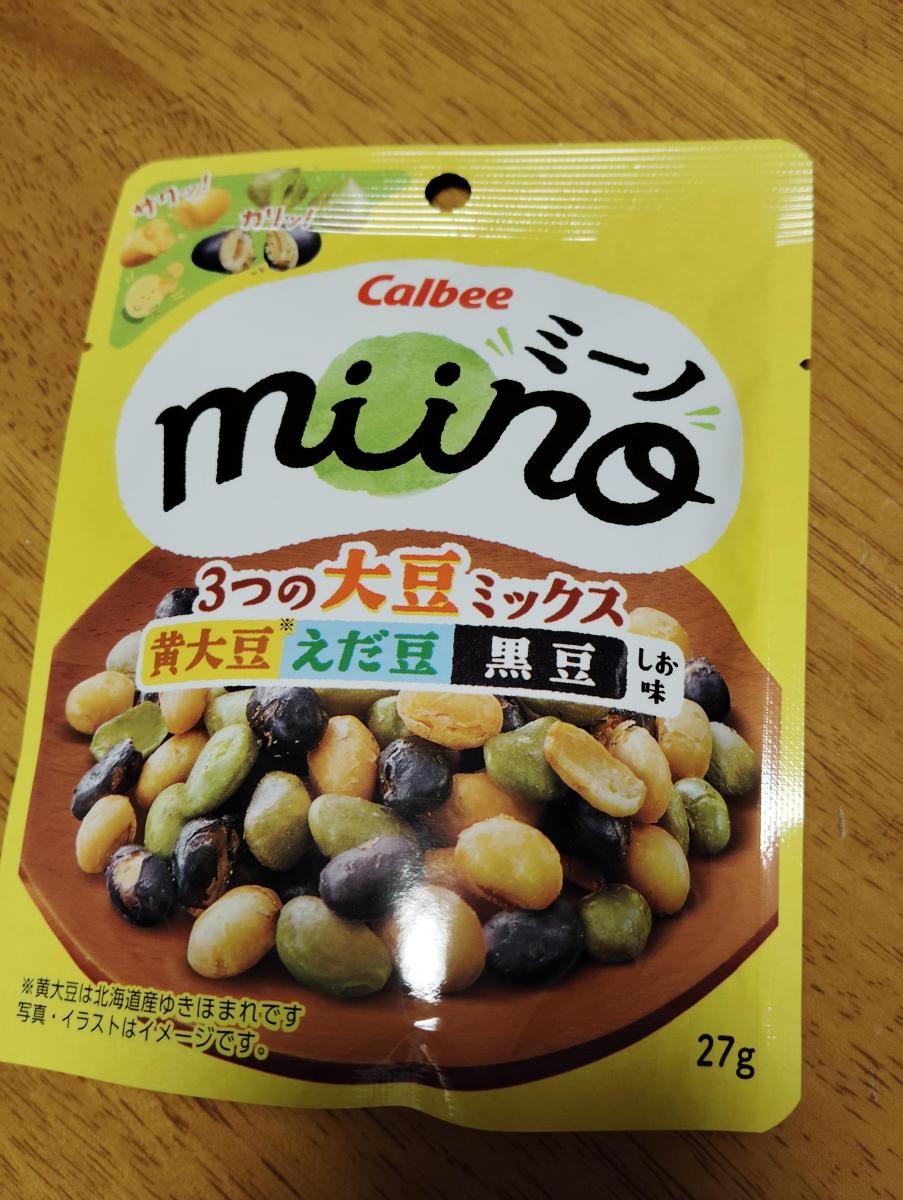 サクッ!
カリッ!
Calbee
ミーノ
miino
3つの大豆ミックス
黄大豆※ えだ豆 黒豆 しお味
※黄大豆は北海道産ゆきほまれです
写真・イラストはイメージです。
27g